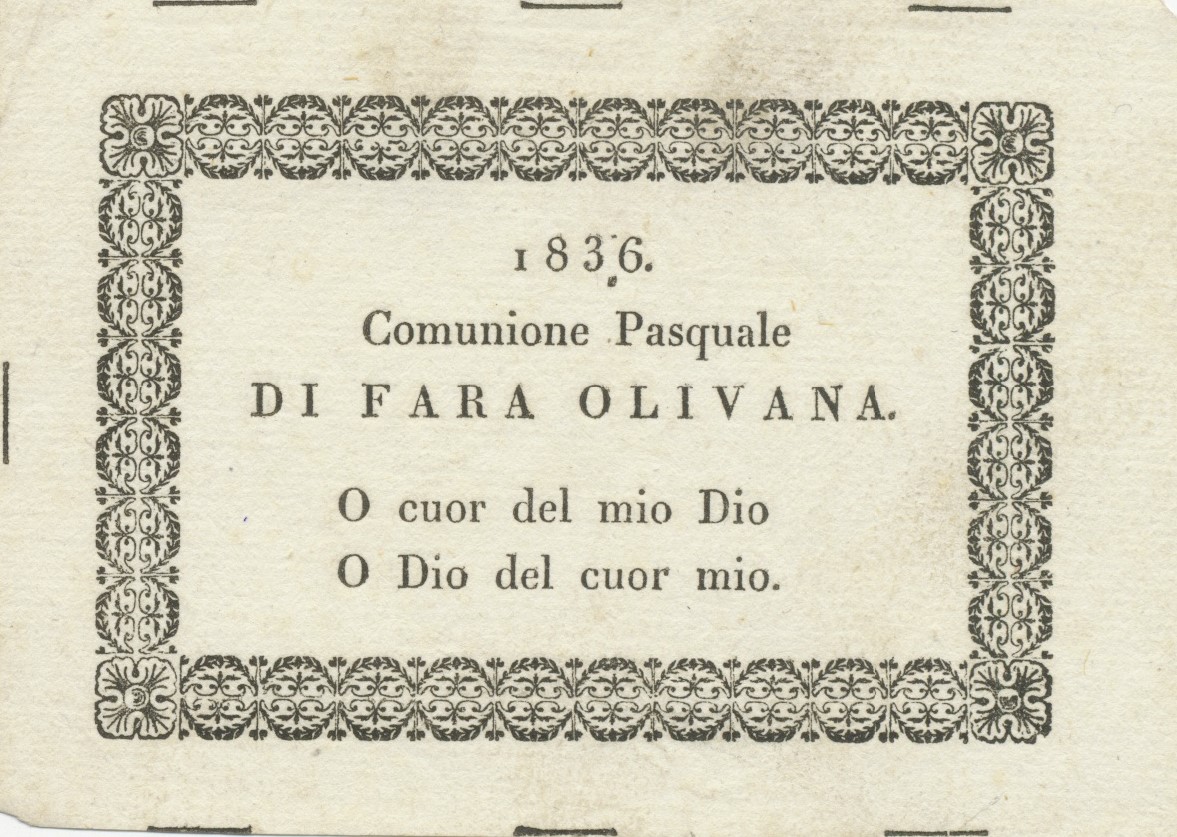 1836.
Comunione Pasquale
DI FARA OLIVANA.
O cuor del mio Dio
O Dio del cuor mio.